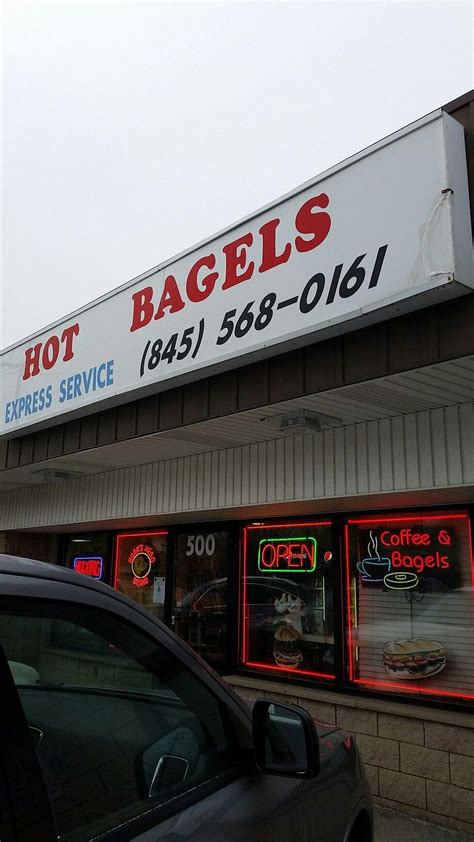 HOT BAGELS
EXPRESS SERVICE
(845) 568-0161
500
OPEN
Coffee &
Bagels